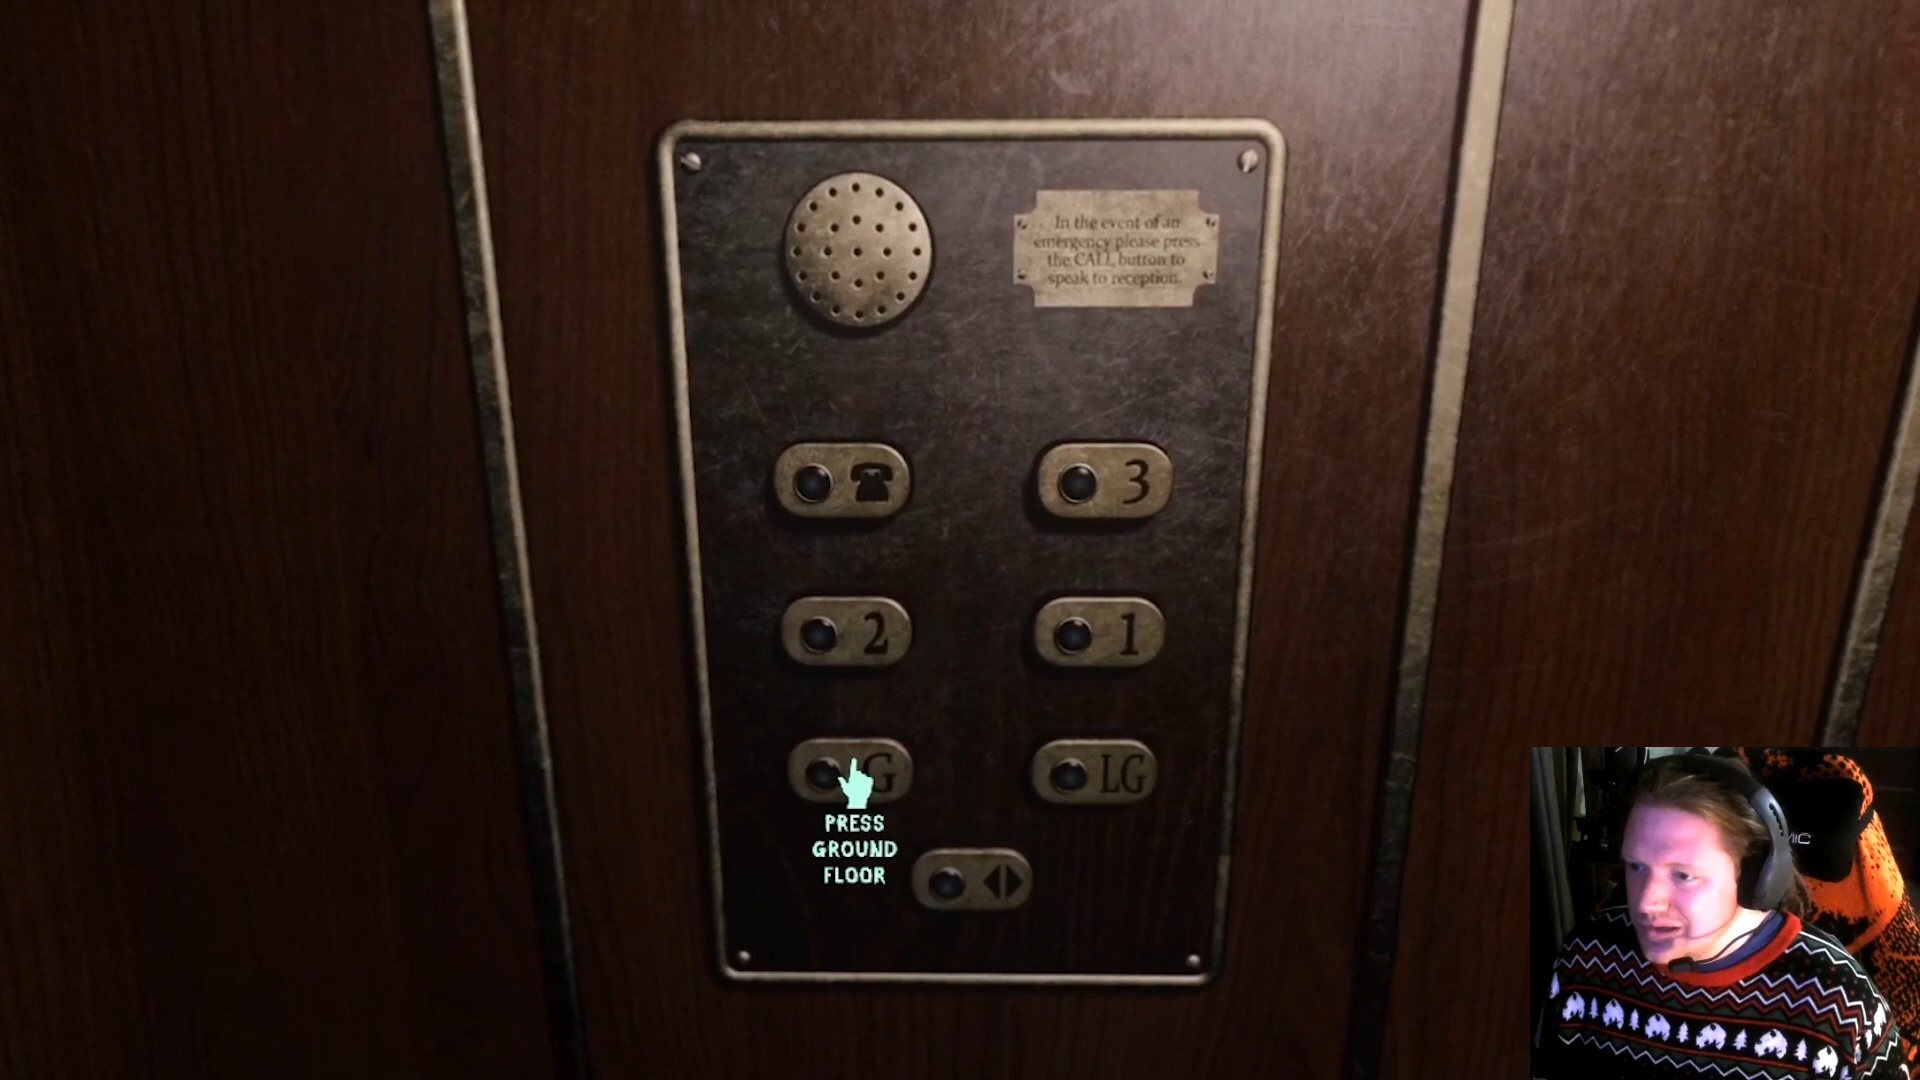 In the event of an
emergency please press
the CALL button to
speak to reception.
3
2
1
G
LG
PRESS
GROUND
FLOOR